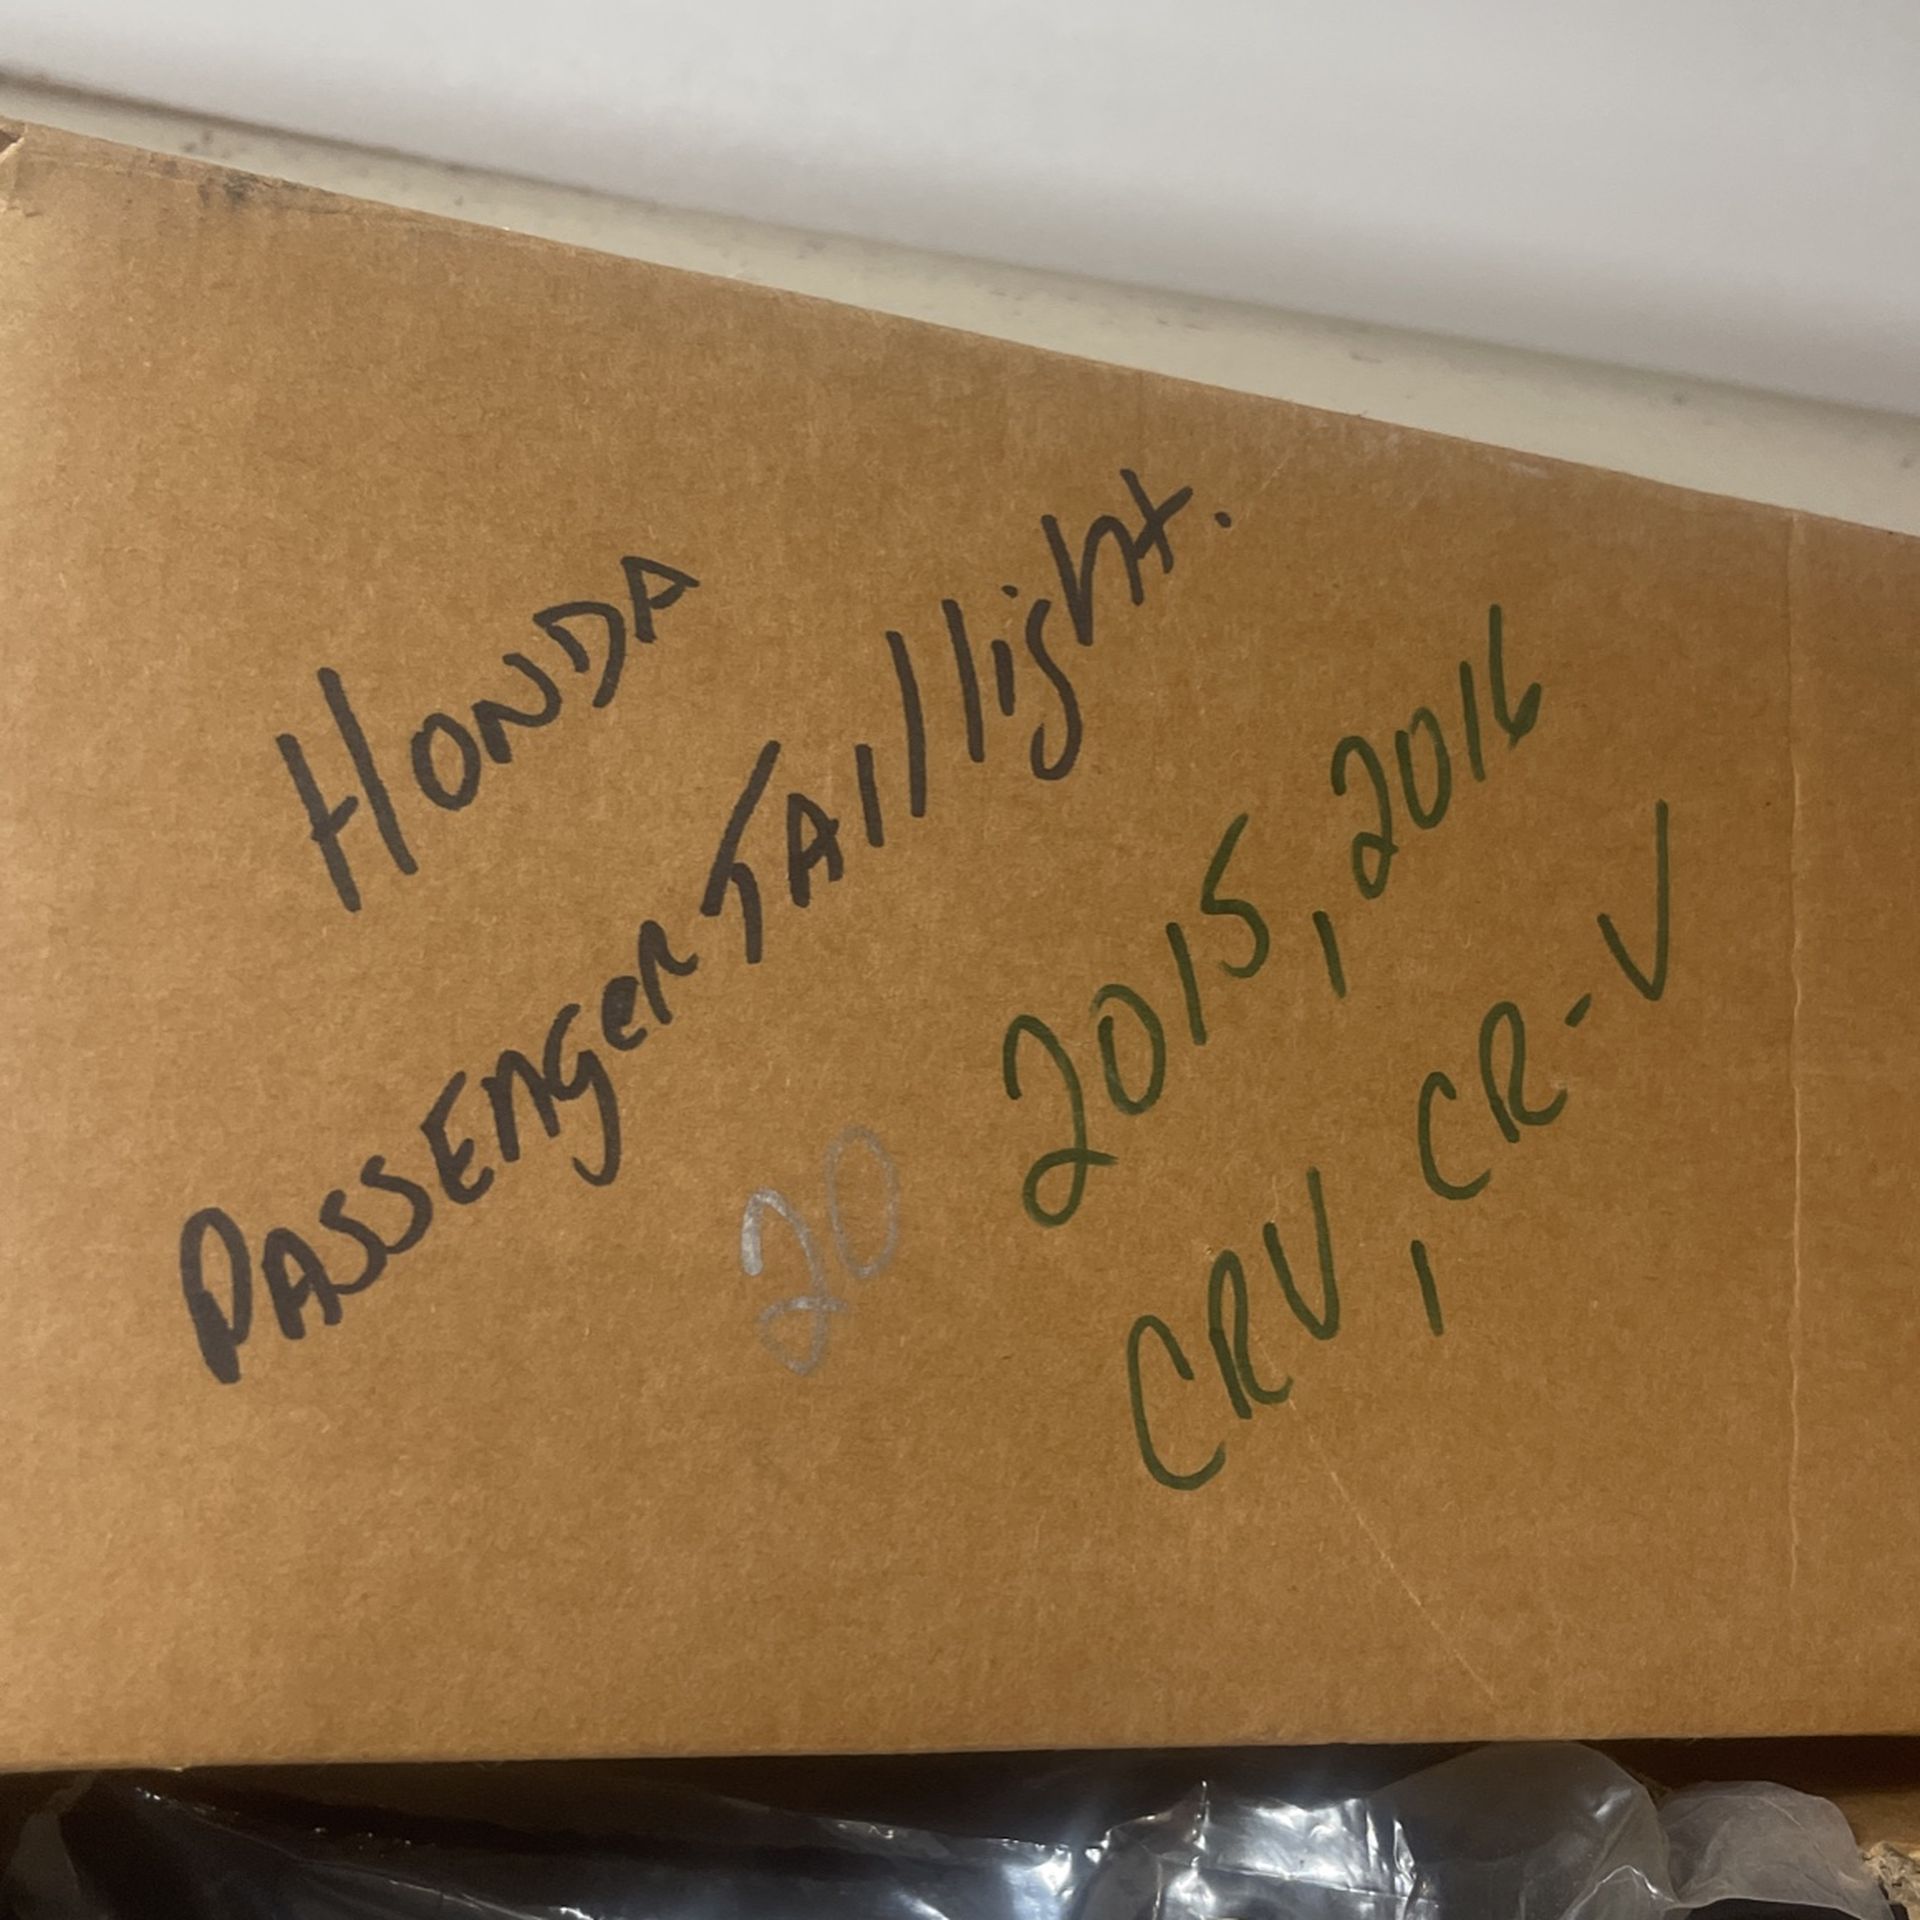 HONDA
PASSENGER TAILlight.
20
2015, 2016
CRV, CR-V